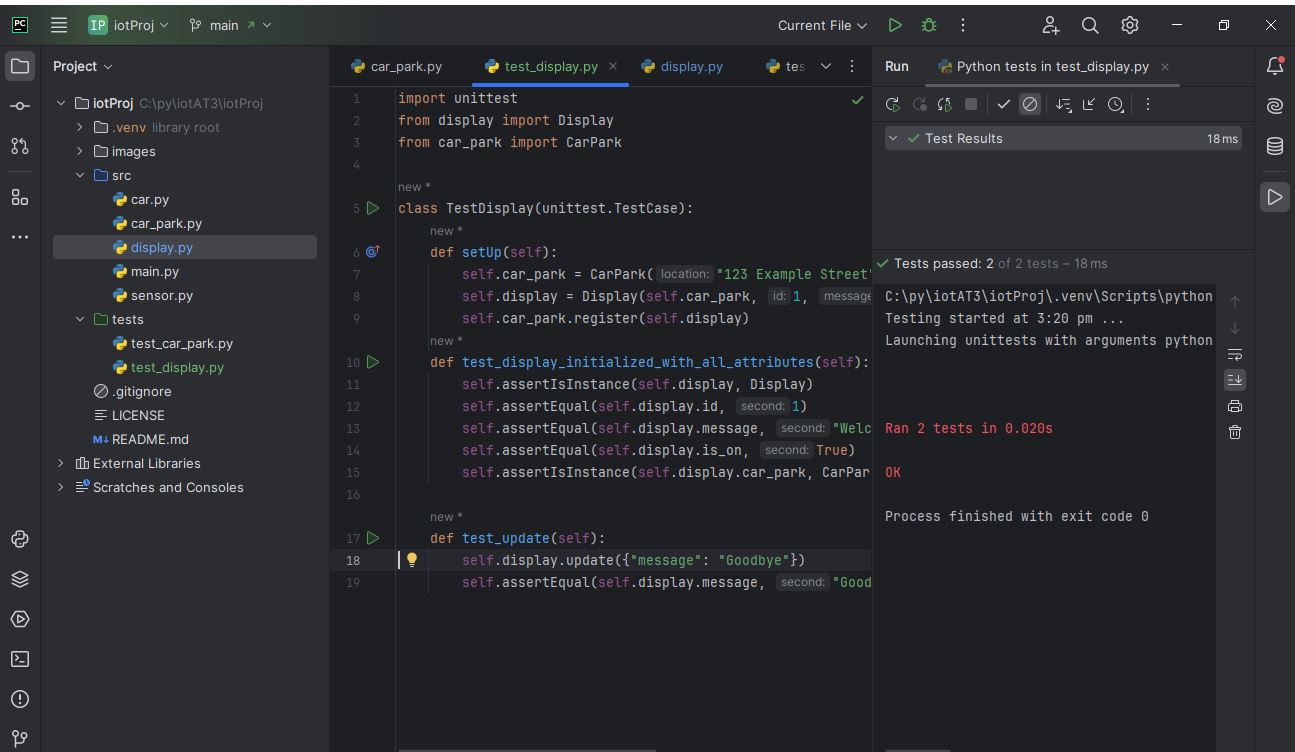 PC
IP iotProj main
Current File
Project
iotProj C:\py\iotAT3\iotProj
.venv library root
images
src
car.py
car_park.py
display.py
main.py
sensor.py
tests
test_car_park.py
test_display.py
.gitignore
LICENSE
M↓ README.md
External Libraries
Scratches and Consoles
car_park.py test_display.py display.py tes
1 import unittest
2 from display import Display
3 from car_park import CarPark
4
new *
5 class TestDisplay(unittest.TestCase):
new *
6 def setUp(self):
7 self.car_park = CarPark( location: "123 Example Street"
8 self.display = Display(self.car_park, id: 1, message
9 self.car_park.register(self.display)
new *
10 def test_display_initialized_with_all_attributes(self):
11 self.assertIsInstance(self.display, Display)
12 self.assertEqual(self.display.id, second: 1)
13 self.assertEqual(self.display.message, second: "Welc
14 self.assertEqual(self.display.is_on, second: True)
15 self.assertIsInstance(self.display.car_park, CarPar
16
new *
17 def test_update(self):
18 self.display.update({"message": "Goodbye"})
19 self.assertEqual(self.display.message, second: "Good
Run Python tests in test_display.py
Test Results 18ms
Tests passed: 2 of 2 tests – 18 ms
C:\py\iotAT3\iotProj\.venv\Scripts\python
Testing started at 3:20 pm ...
Launching unittests with arguments python
Ran 2 tests in 0.020s
OK
Process finished with exit code 0